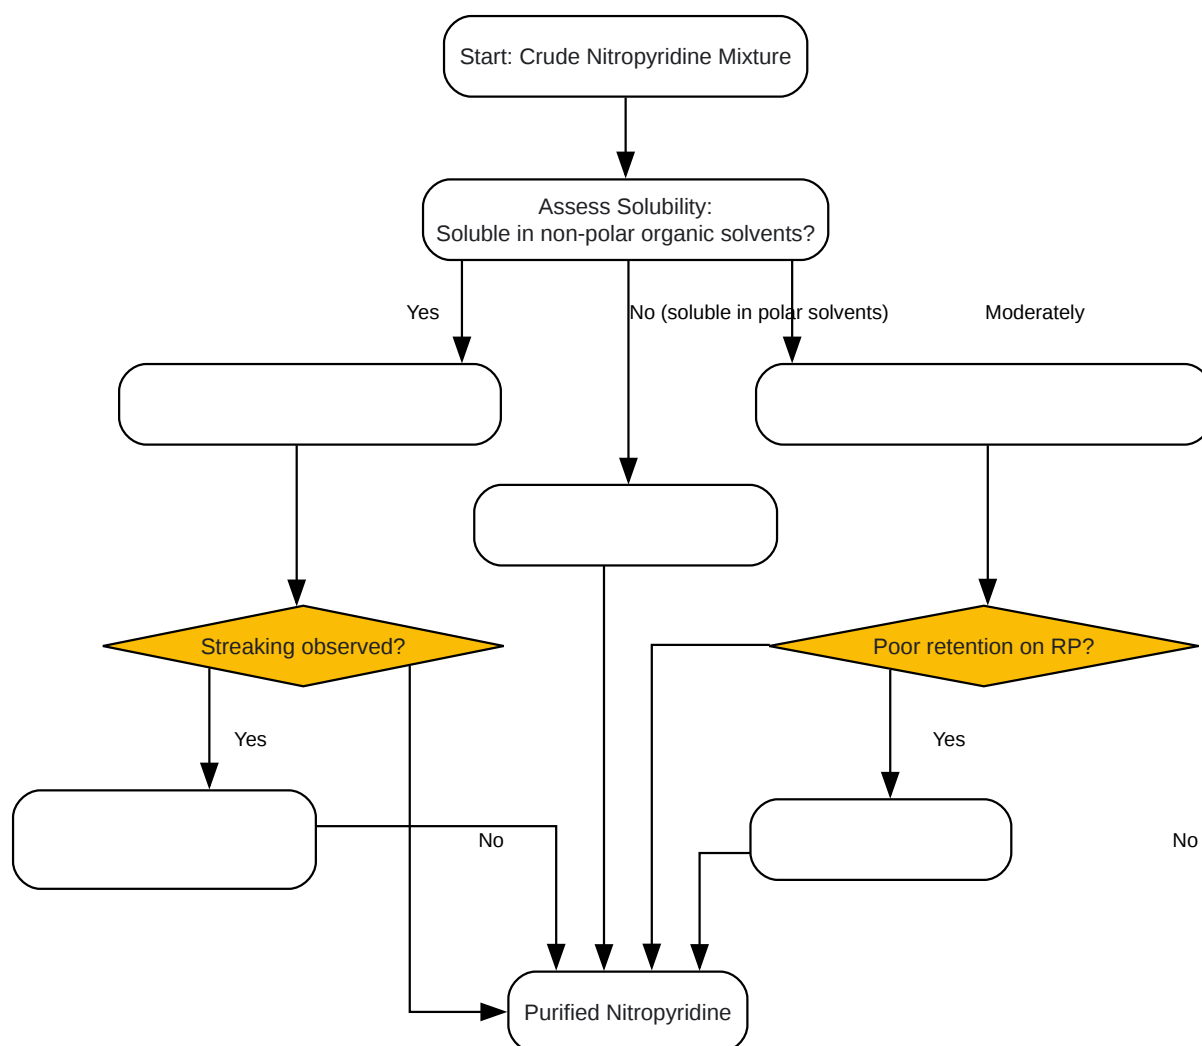 Start: Crude Nitropyridine Mixture
Assess Solubility:
Soluble in non-polar organic solvents?
Yes
No (soluble in polar solvents)
Moderately
Streaking observed?
Poor retention on RP?
Yes
Yes
No
No
Purified Nitropyridine